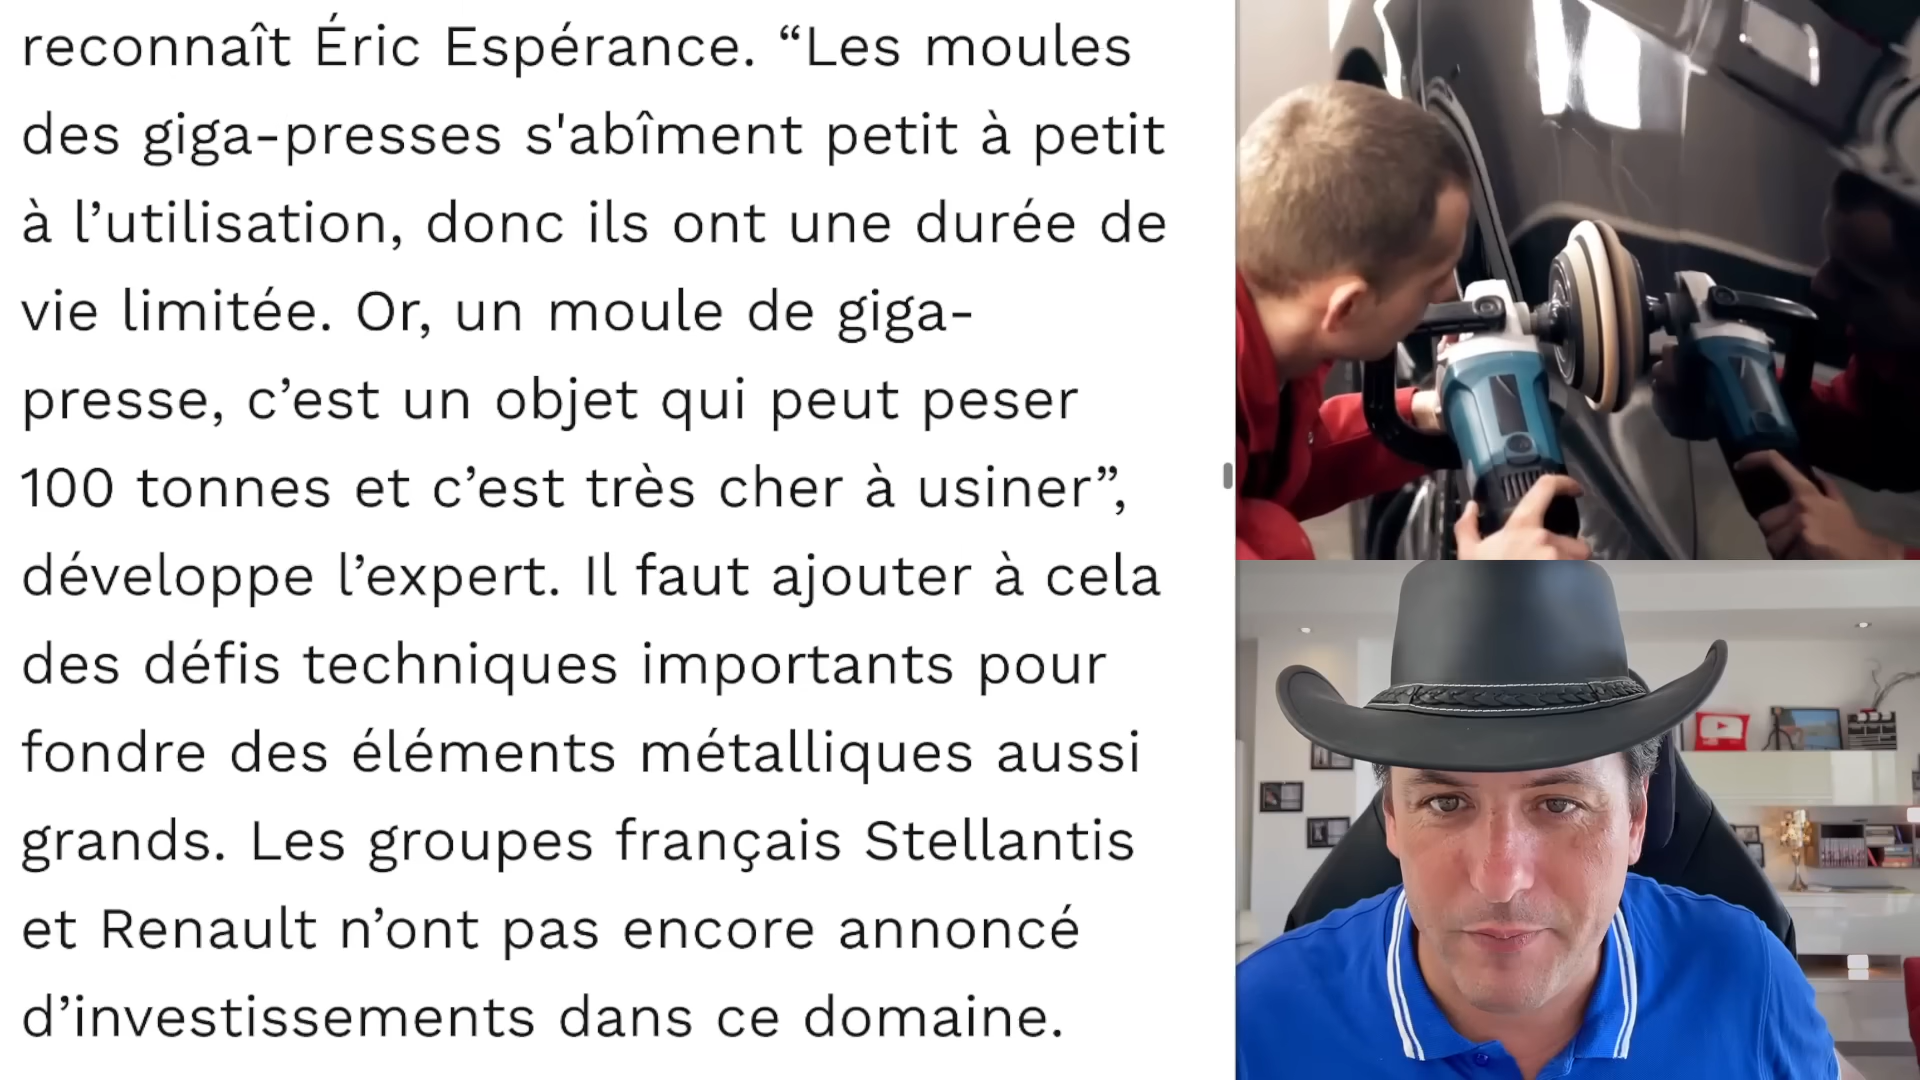 reconnaît Éric Espérance. “Les moules
des giga-presses s'abîment petit à petit
à l’utilisation, donc ils ont une durée de
vie limitée. Or, un moule de giga-
presse, c’est un objet qui peut peser
100 tonnes et c’est très cher à usiner”,
développe l’expert. Il faut ajouter à cela
des défis techniques importants pour
fondre des éléments métalliques aussi
grands. Les groupes français Stellantis
et Renault n’ont pas encore annoncé
d’investissements dans ce domaine.